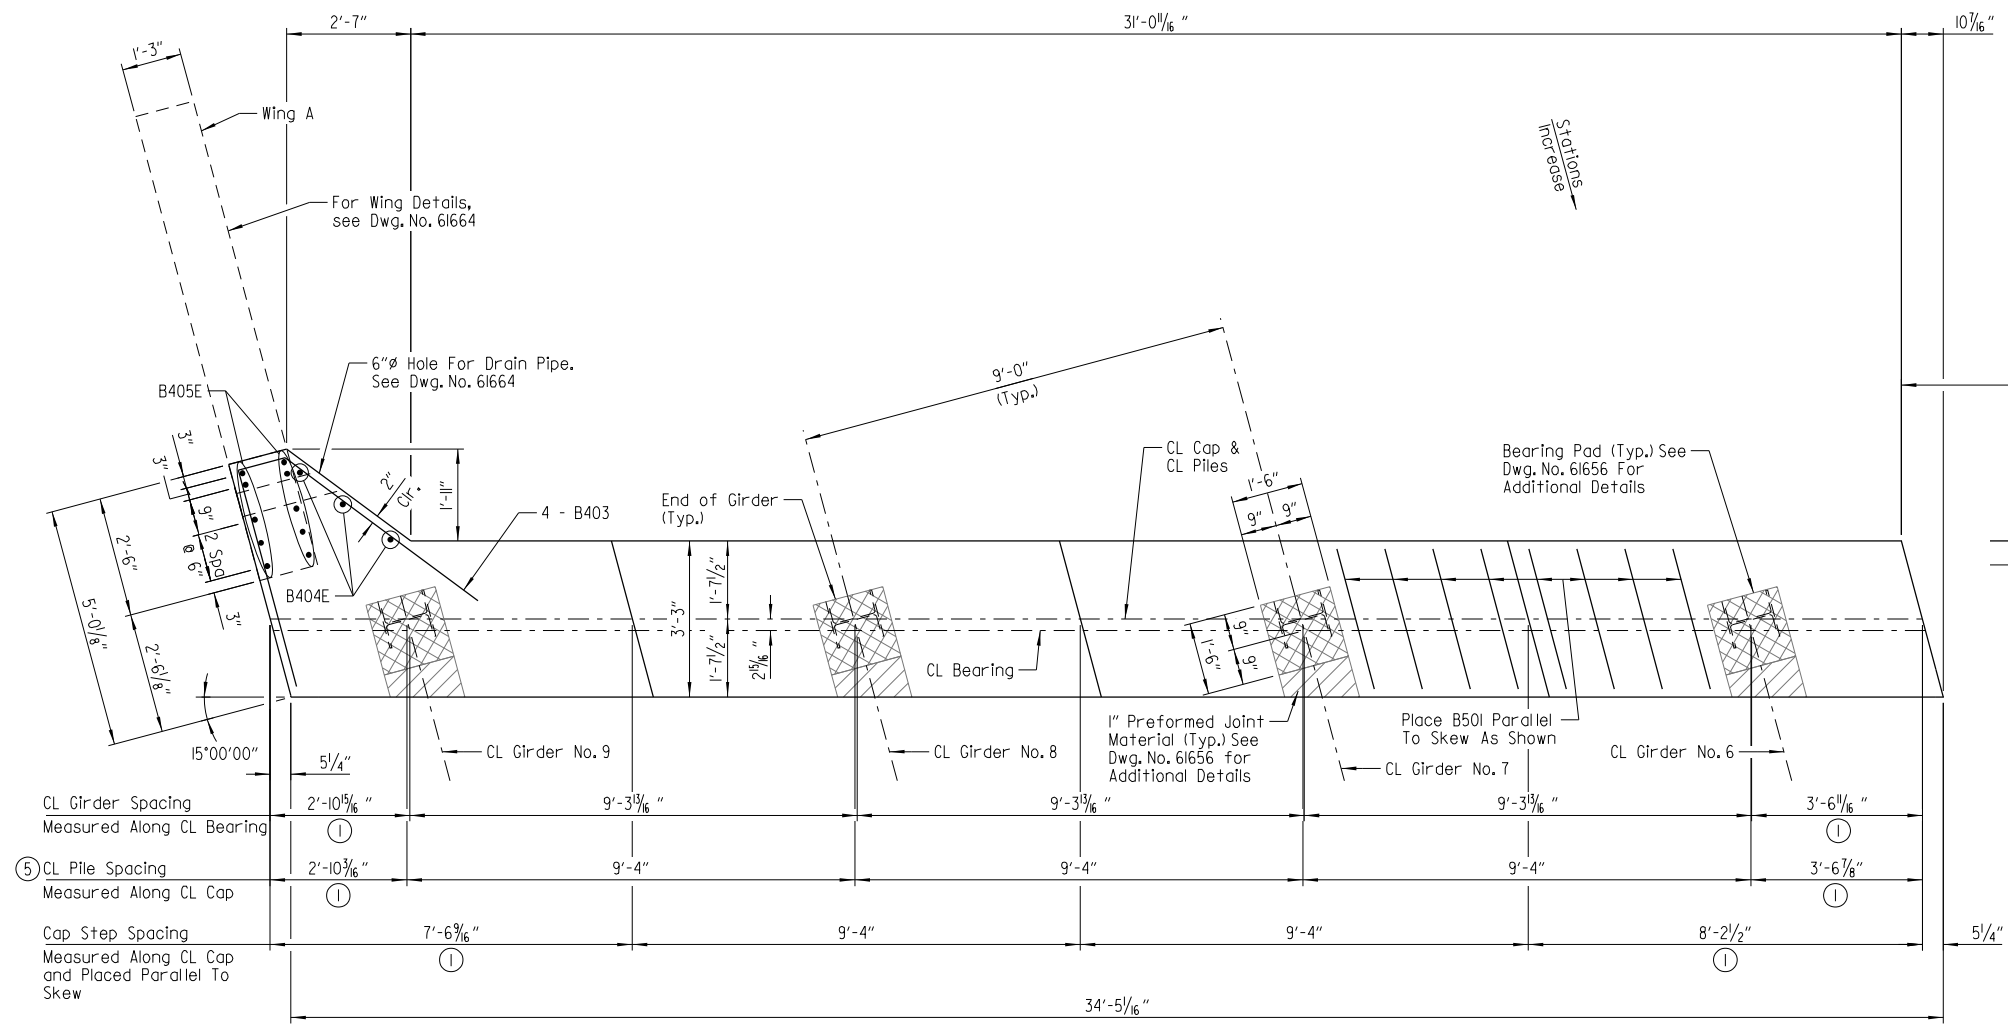 2'-7"
31'-0 11/16 "
10 7/16 "
1'-3"
Wing A
Stations
Increase
For Wing Details,
see Dwg. No. 61664
6"ø Hole For Drain Pipe.
See Dwg. No. 61664
9'-0"
(Typ.)
B405E
3"
3"
9"
2 Spa
@ 6"
3"
2'-6"
5'-0 1/8"
2'-6 1/8"
2"
Clr.
1'-11"
4 - B403
B404E
End of Girder
(Typ.)
CL Cap &
CL Piles
1'-6"
9"
9"
Bearing Pad (Typ.) See
Dwg. No. 61656 For
Additional Details
3'-3"
1'-7 1/2"
1'-7 1/2"
2 15/16 "
CL Bearing
9"
1'-6"
9"
15°00'00"
5 1/4"
CL Girder No. 9
CL Girder No. 8
1" Preformed Joint
Material (Typ.) See
Dwg. No. 61656 for
Additional Details
CL Girder No. 7
Place B501 Parallel
To Skew As Shown
CL Girder No. 6
CL Girder Spacing
Measured Along CL Bearing
2'-10 15/16 "
1
9'-3 13/16 "
9'-3 13/16 "
9'-3 13/16 "
3'-6 11/16 "
1
5 CL Pile Spacing
Measured Along CL Cap
2'-10 3/16 "
1
9'-4"
9'-4"
9'-4"
3'-6 7/8"
1
Cap Step Spacing
Measured Along CL Cap
and Placed Parallel To
Skew
7'-6 9/16"
1
9'-4"
9'-4"
8'-2 1/2"
1
5 1/4"
34'-5 1/16 "